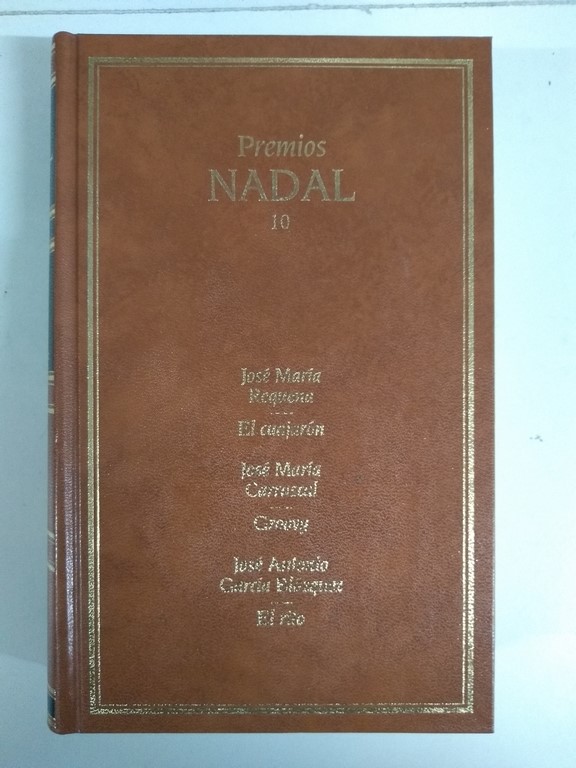 Premios
NADAL
10
José María
Requena
El cuajarón
José María
Carrascal
Groovy
José Antonio
García Blázquez
El rito